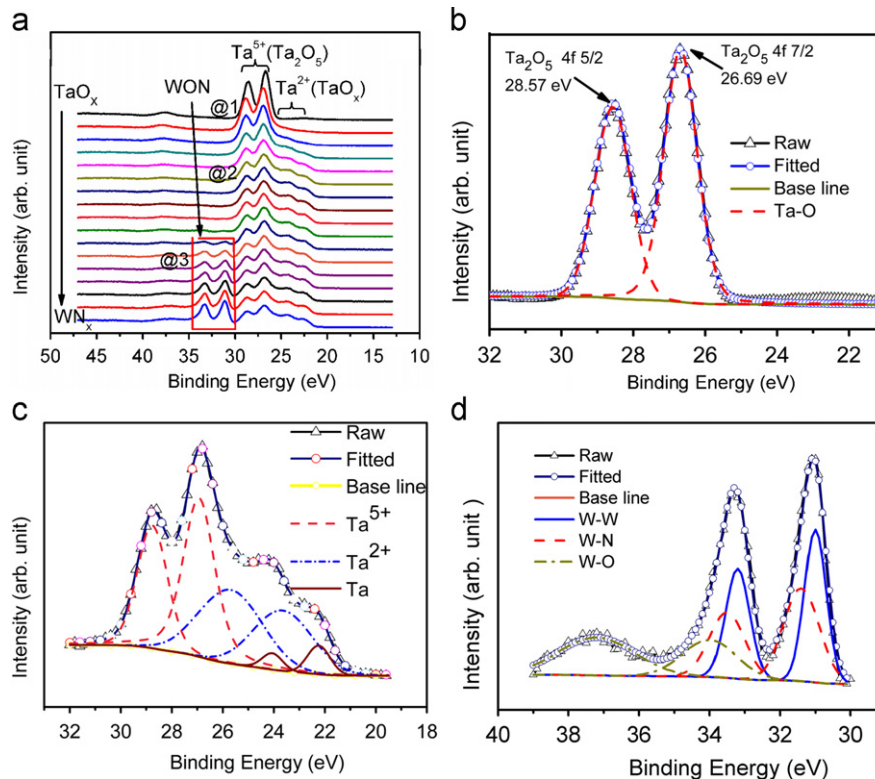 a
Ta5+(Ta2O5)
WON
Ta2+(TaOx)
TaOx
@1
@2
@3
WNx
Intensity (arb. unit)
50 45 40 35 30 25 20 15 10
Binding Energy (eV)
b
Ta2O5 4f 5/2
28.57 eV
Ta2O5 4f 7/2
26.69 eV
Raw
Fitted
Base line
Ta-O
Intensity (arb. unit)
32 30 28 26 24 22
Binding Energy (eV)
c
Raw
Fitted
Base line
Ta5+
Ta2+
Ta
Intensity (arb. unit)
32 30 28 26 24 22 20 18
Binding Energy (eV)
d
Raw
Fitted
Base line
W-W
W-N
W-O
Intensity (arb. unit )
40 38 36 34 32 30
Binding Energy (eV)